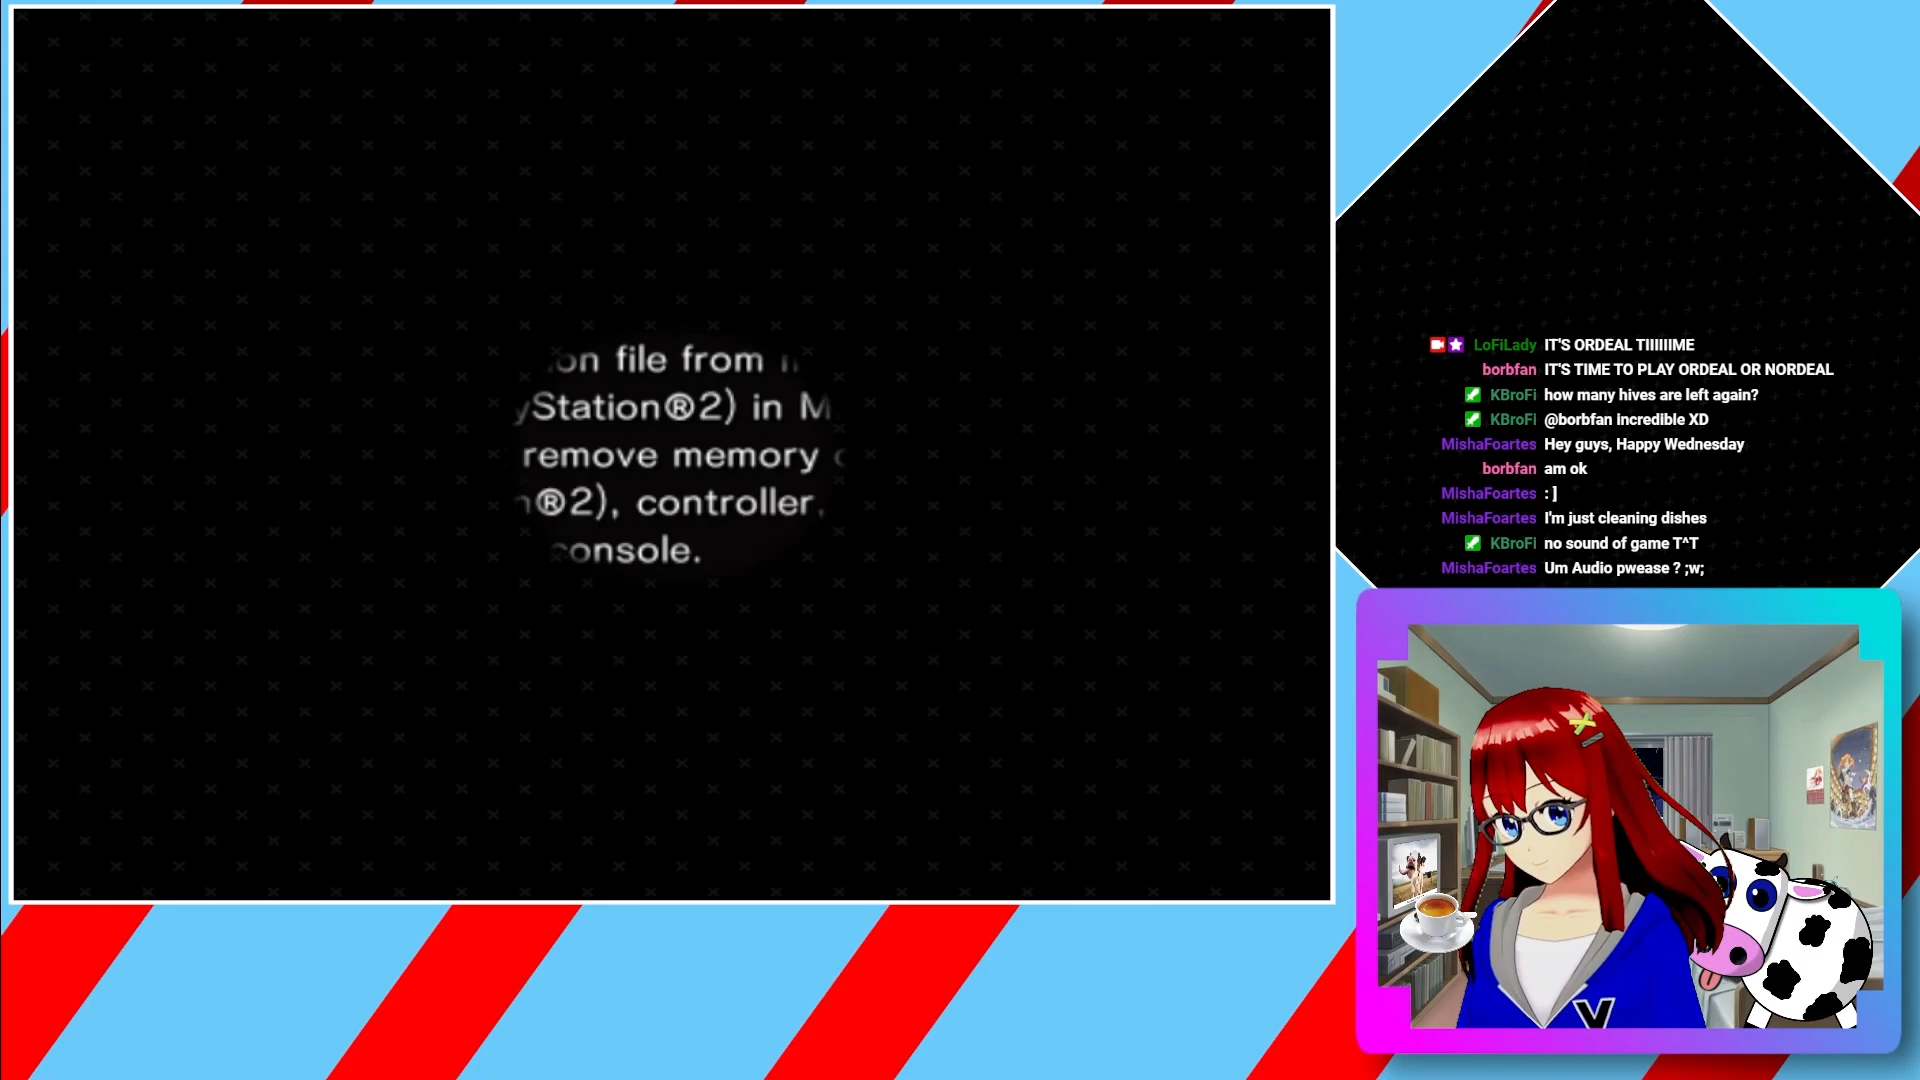 on file from
yStation®2) in M
remove memory
®2), controller,
console.
LoFiLady IT'S ORDEAL TIIIIIIME
borbfan IT'S TIME TO PLAY ORDEAL OR NORDEAL
KBroFi how many hives are left again?
KBroFi @borbfan incredible XD
MishaFoartes Hey guys, Happy Wednesday
borbfan am ok
MishaFoartes : ]
MishaFoartes I'm just cleaning dishes
KBroFi no sound of game T^T
MishaFoartes Um Audio pwease ? ;w;
V